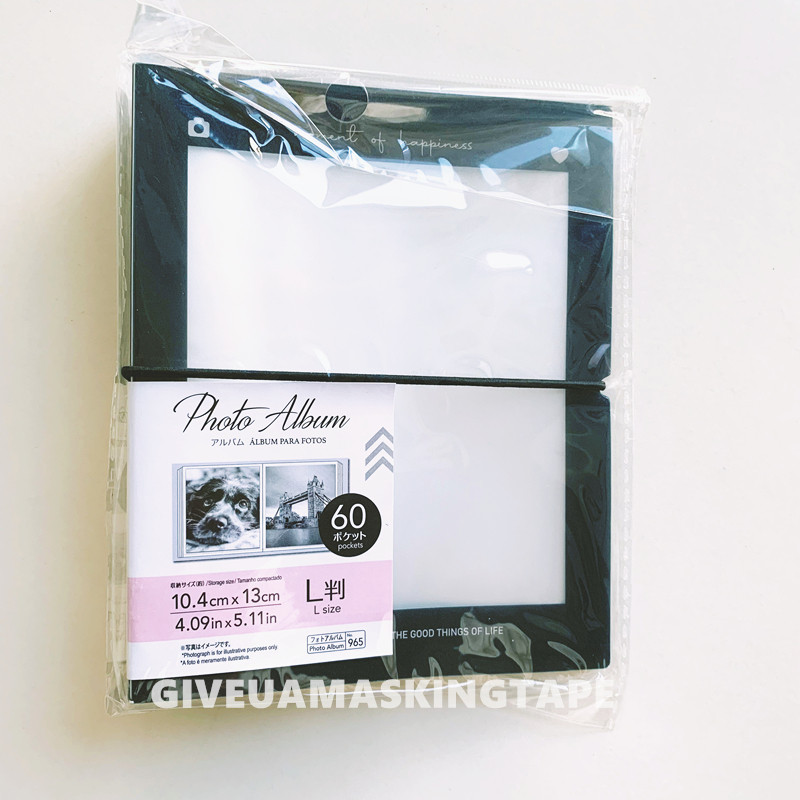 ment of happiness
Photo Album
アルバム ÁLBUM PARA FOTOS
60
ポケット
pockets
収納サイズ(約)/Storage size/Tamanho compactado
10.4cm x 13cm
4.09in x 5.11in
L判
L size
※写真はイメージです。
*Photograph is for illustrative purposes only.
*A foto é meramente illustrativa.
フォトアルバム
Photo Album
No.
965
THE GOOD THINGS OF LIFE
GIVEUAMASKINGTAPE